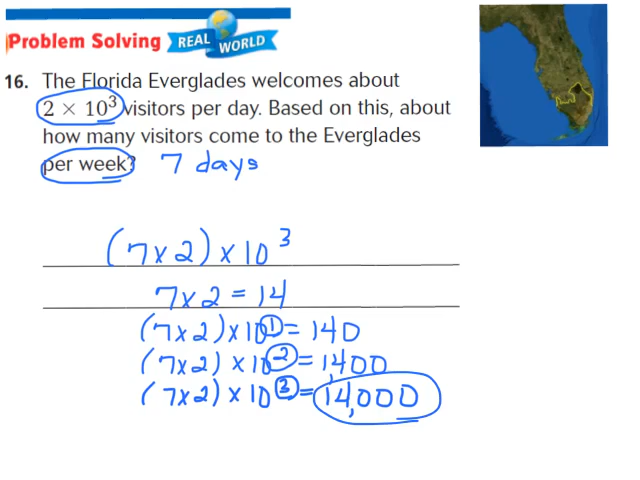 Problem Solving REAL WORLD
16. The Florida Everglades welcomes about
2 × 10³ visitors per day. Based on this, about
how many visitors come to the Everglades
per week? 7 days
(7x2) x 10³
7x2 = 14
(7x2) x 10¹ = 140
(7x2) x 10² = 1,400
(7x2) x 10³ = 14,000